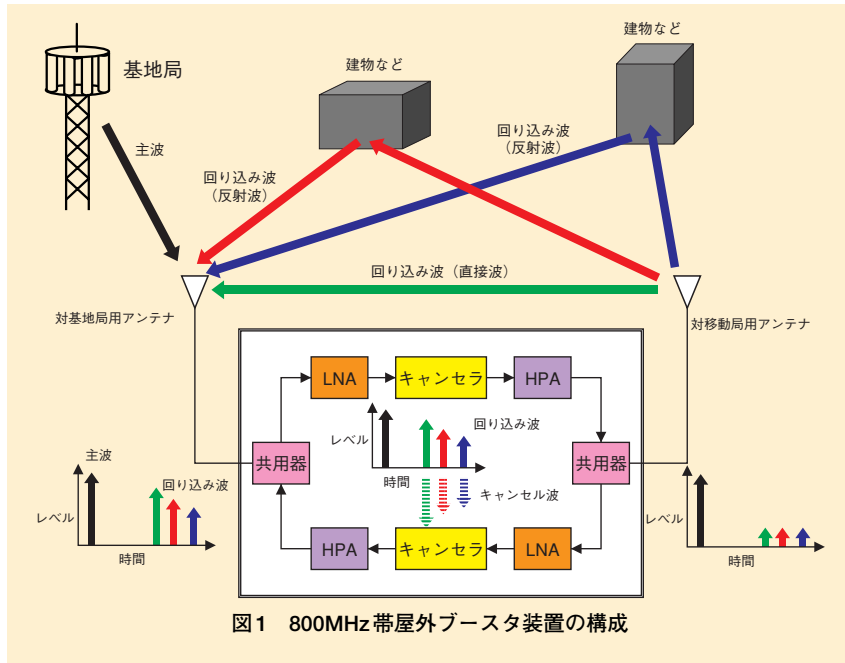 建物など
建物など
基地局
主波
回り込み波
(反射波)
回り込み波
(反射波)
回り込み波(直接波)
対基地局用アンテナ
対移動局用アンテナ
LNA
キャンセラ
HPA
レベル
回り込み波
時間
キャンセル波
共用器
共用器
主波
回り込み波
レベル
時間
レベル
時間
HPA
キャンセラ
LNA
図1 800MHz帯屋外ブースタ装置の構成